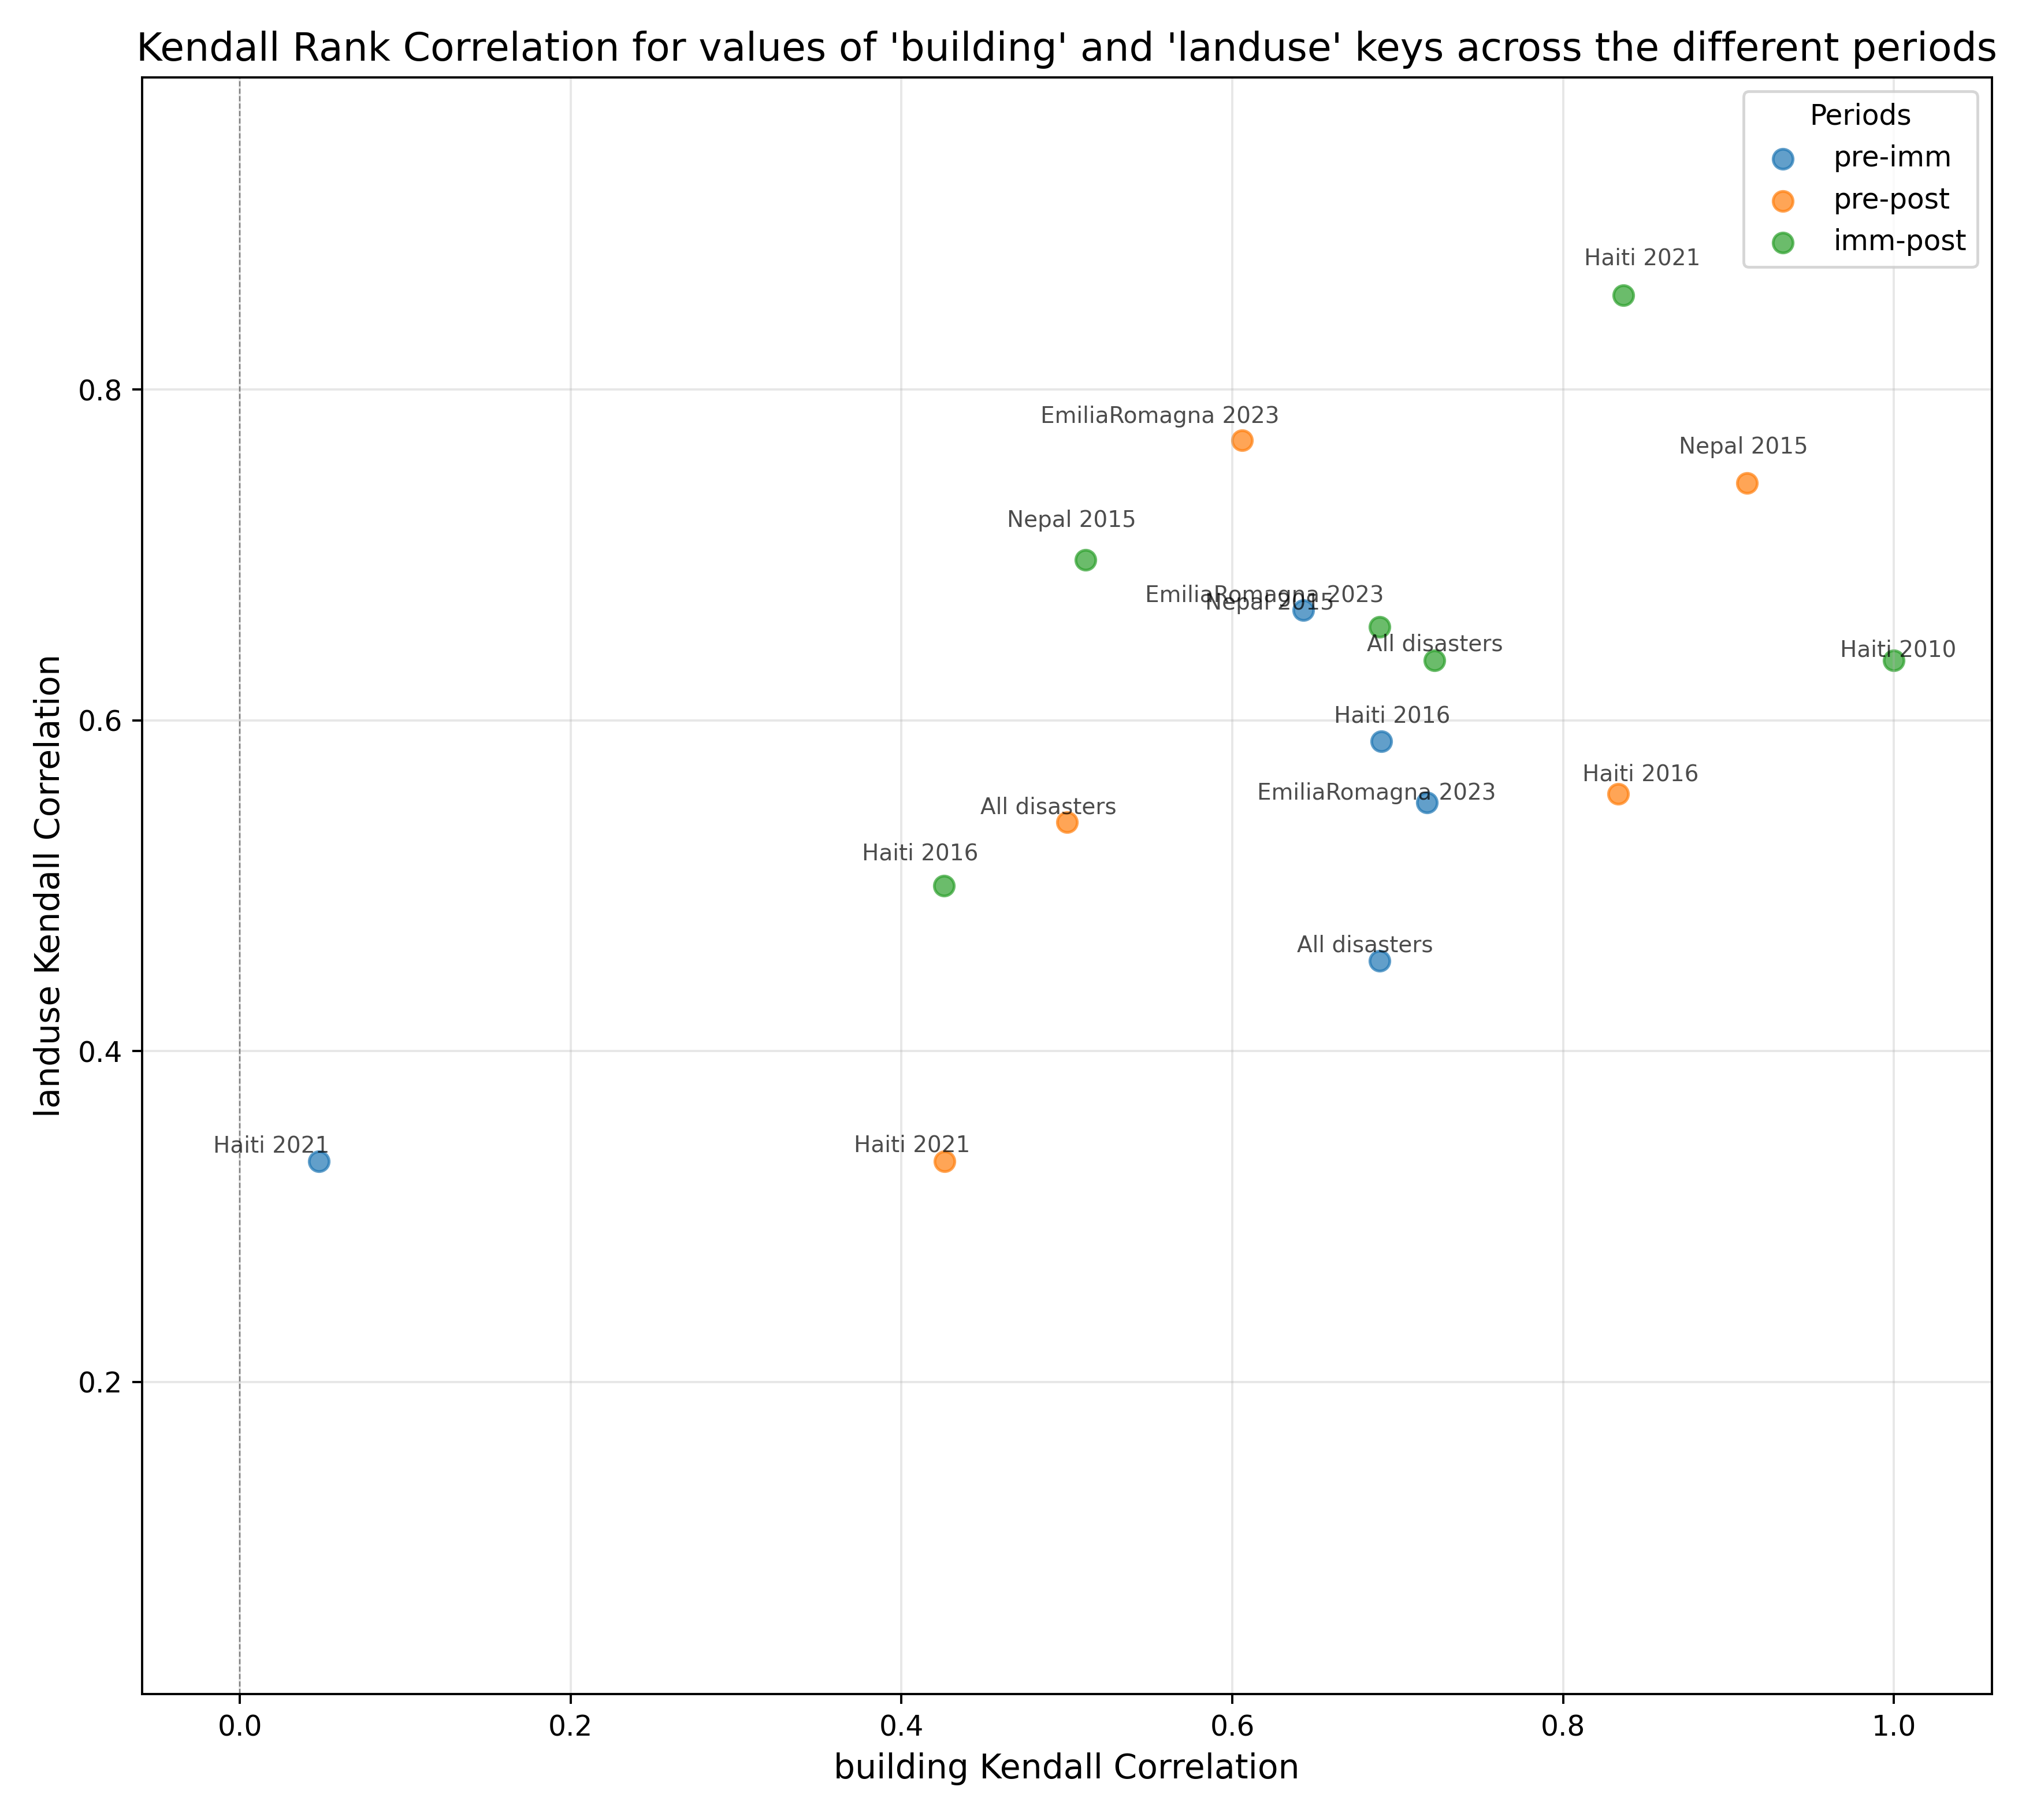 Kendall Rank Correlation for values of 'building' and 'landuse' keys across the different periods
Periods
pre-imm
pre-post
imm-post
Haiti 2021
EmiliaRomagna 2023
Nepal 2015
Nepal 2015
EmiliaRomagna 2023
Nepal 2015
All disasters
Haiti 2010
Haiti 2016
Haiti 2016
EmiliaRomagna 2023
All disasters
Haiti 2016
All disasters
Haiti 2021
Haiti 2021
0.8
0.6
0.4
0.2
landuse Kendall Correlation
0.0
0.2
0.4
0.6
0.8
1.0
building Kendall Correlation